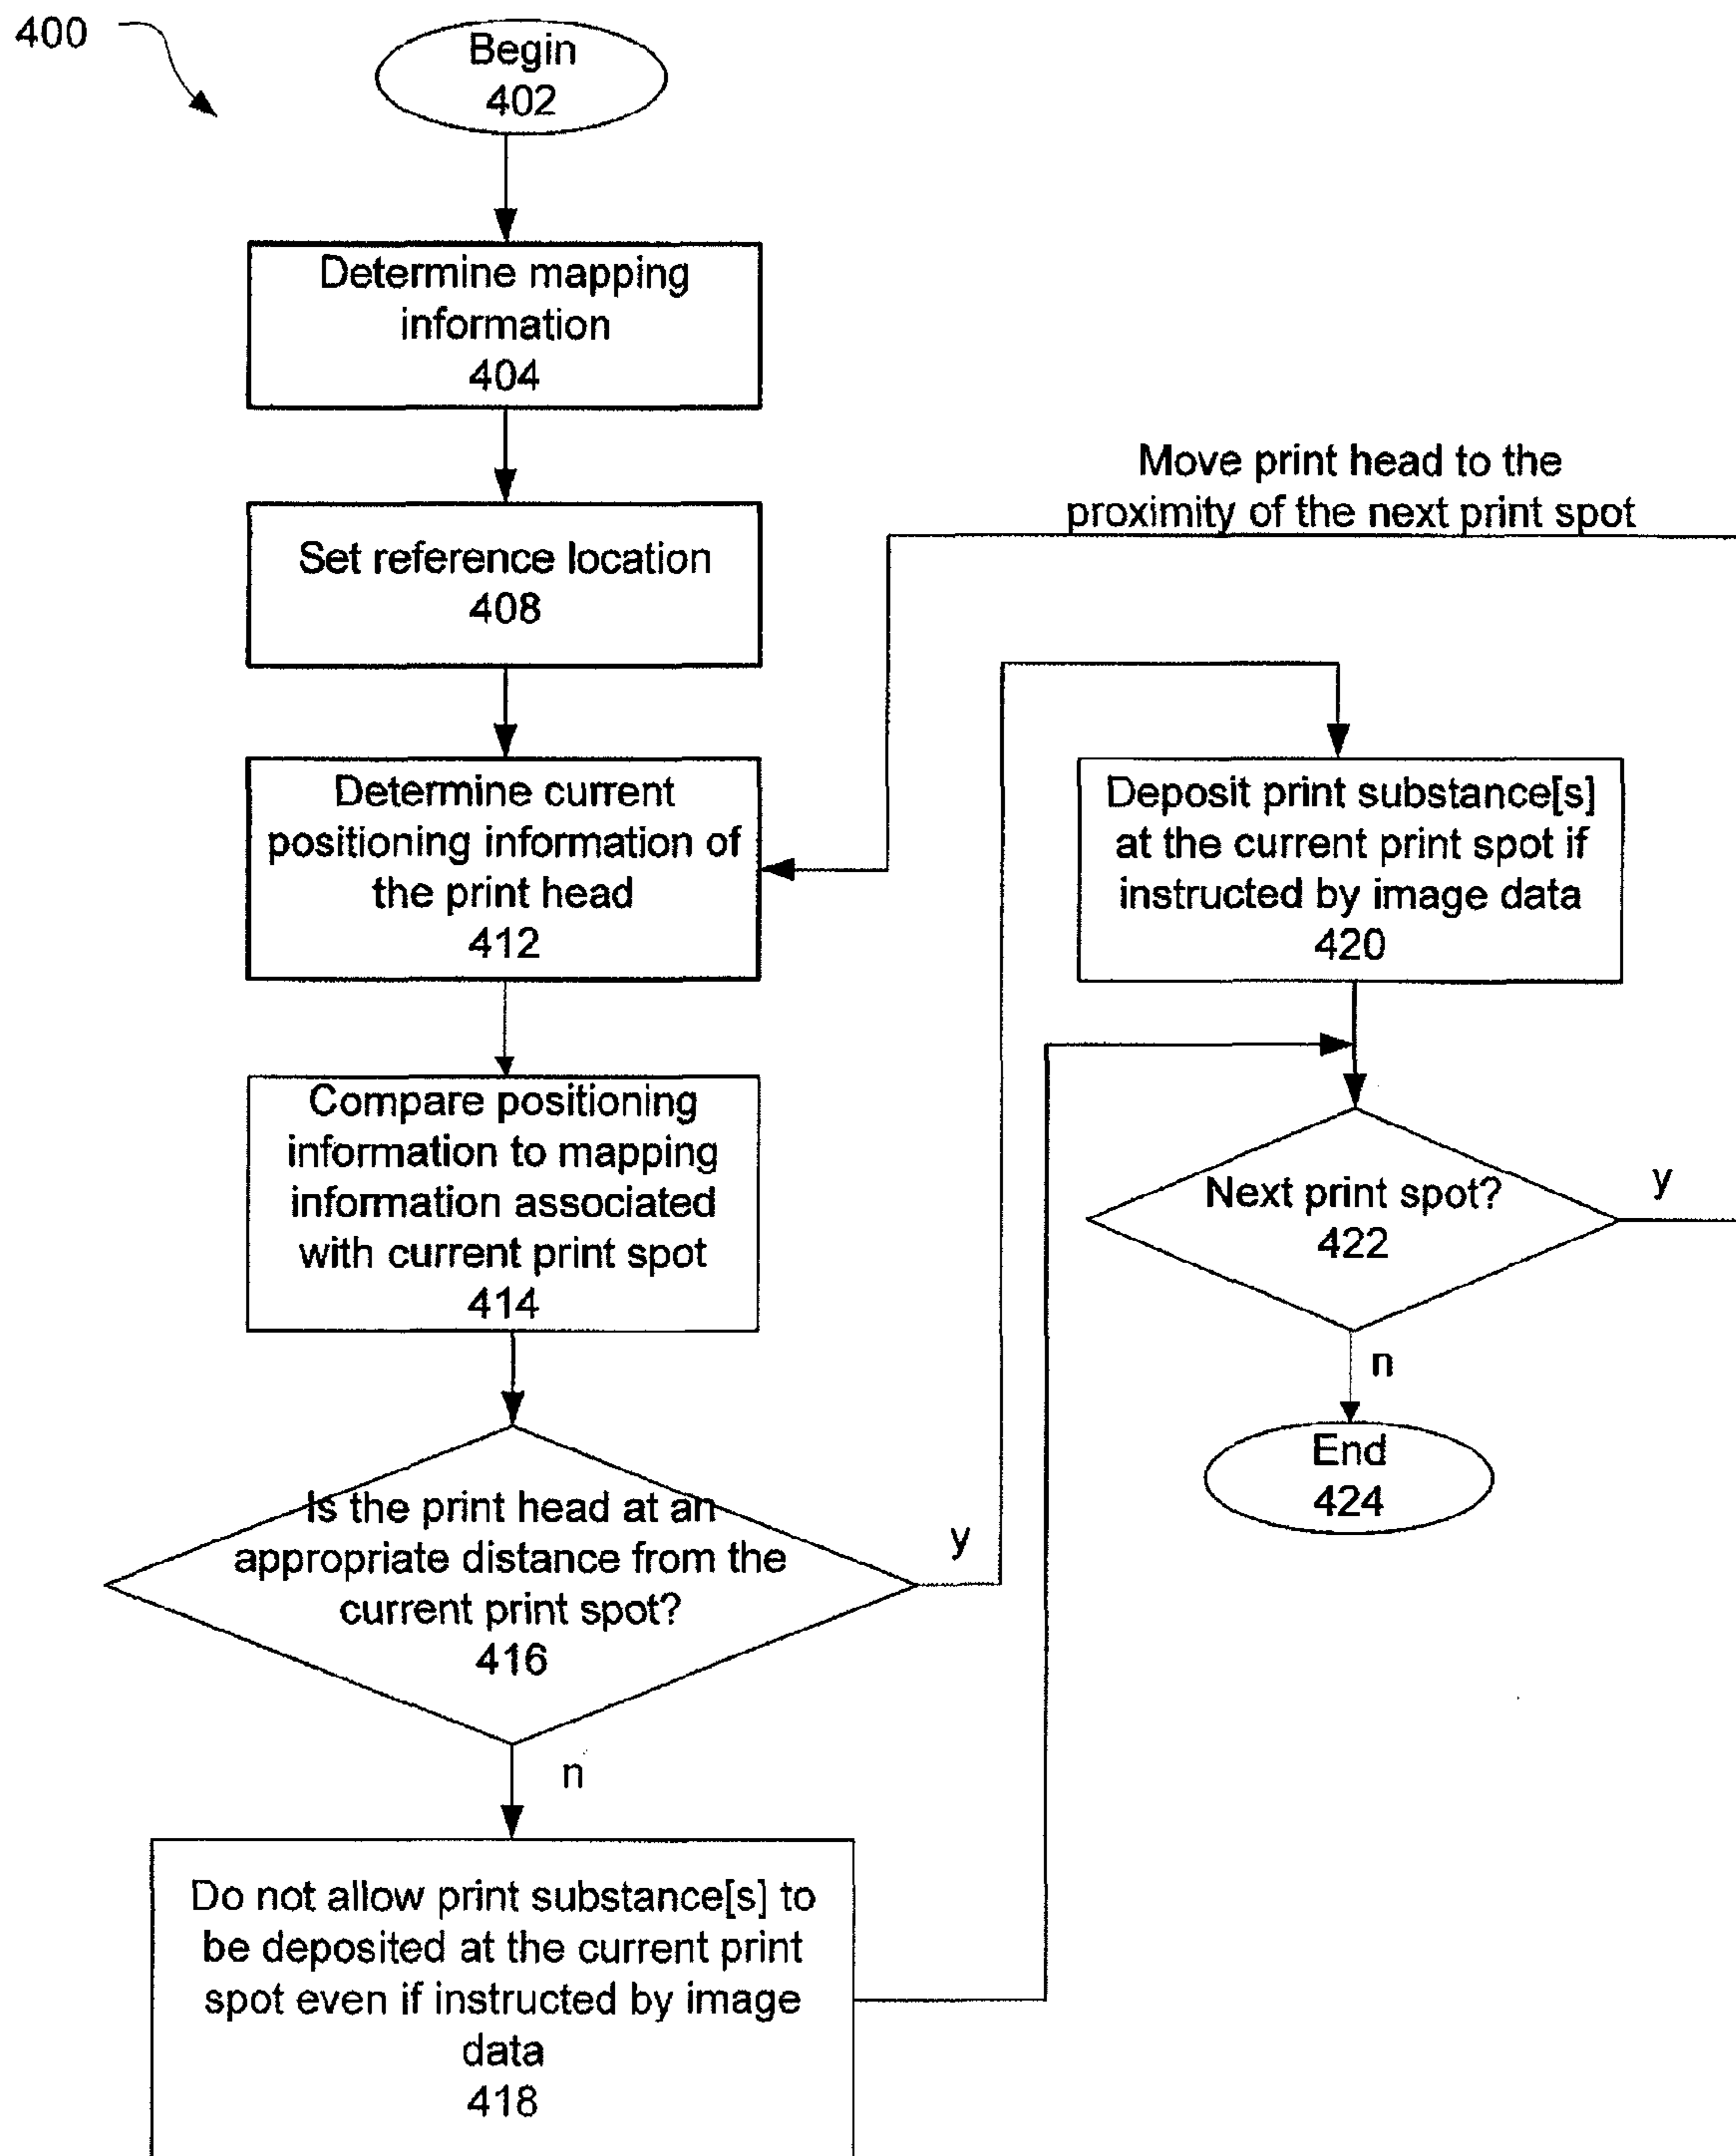 400
Begin
402
Determine mapping
information
404
Set reference location
408
Determine current
positioning information of
the print head
412
Compare positioning
information to mapping
information associated
with current print spot
414
Is the print head at an
appropriate distance from the
current print spot?
416
y
n
Do not allow print substance[s] to
be deposited at the current print
spot even if instructed by image
data
418
Move print head to the
proximity of the next print spot
Deposit print substance[s]
at the current print spot if
instructed by image data
420
Next print spot?
422
y
n
End
424